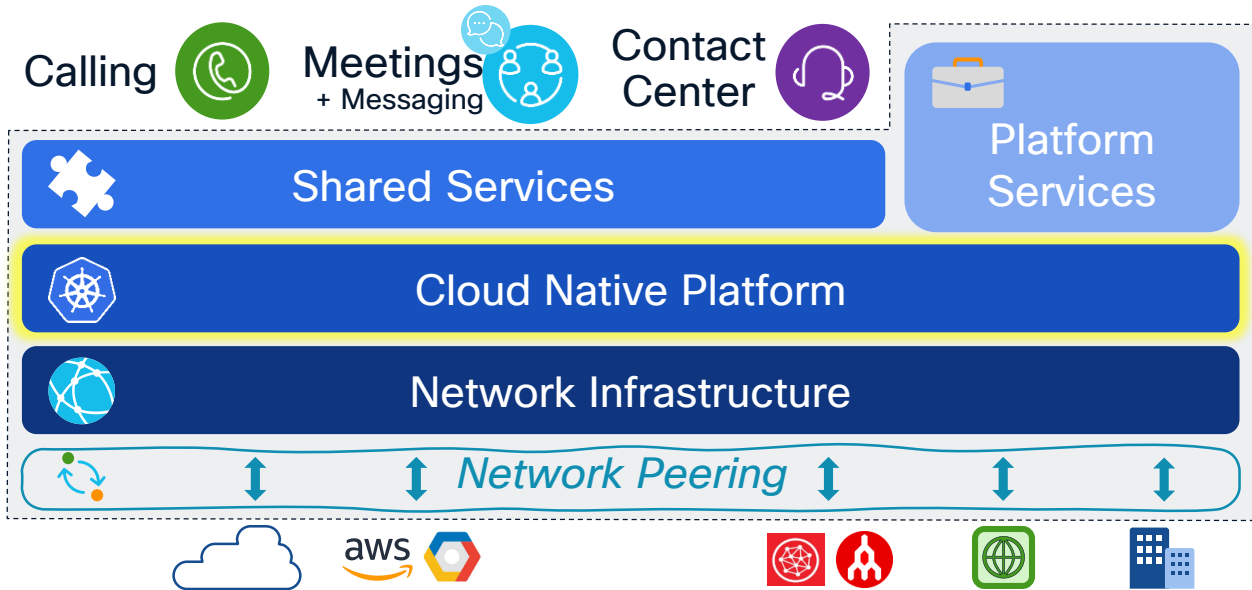 Calling
Meetings
+ Messaging
Contact
Center
Platform
Services
Shared Services
Cloud Native Platform
Network Infrastructure
Network Peering
aws